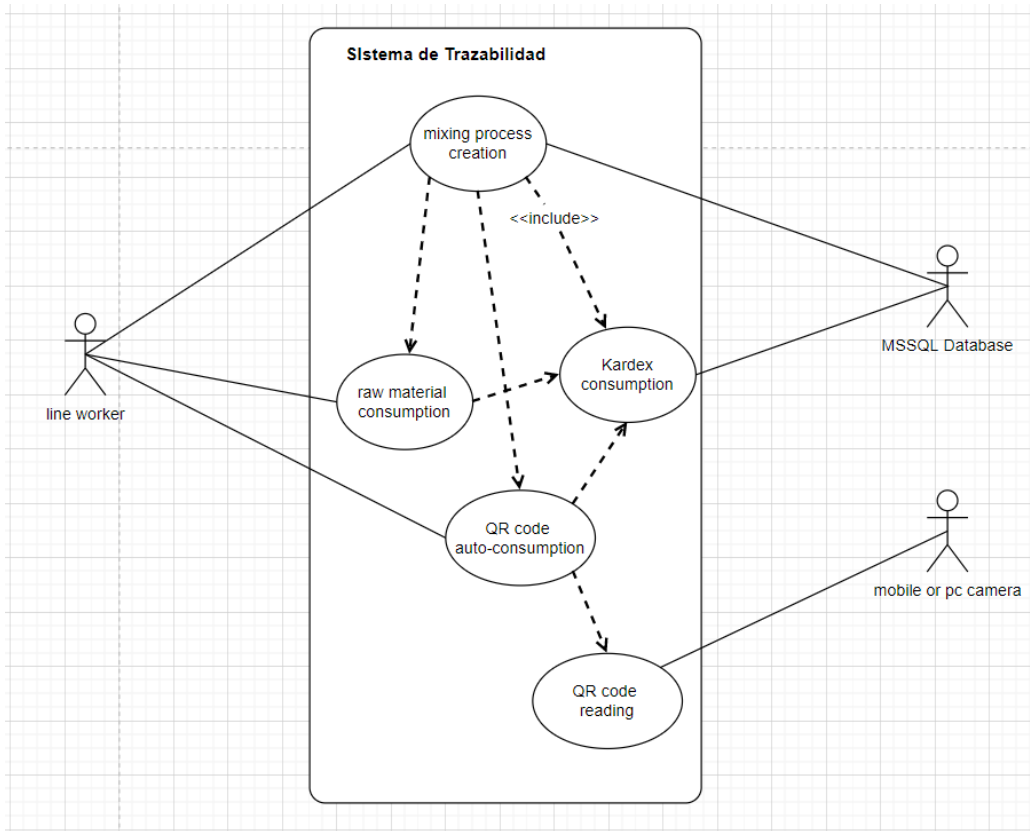 SIstema de Trazabilidad
mixing process
creation
<<include>>
MSSQL Database
Kardex
consumption
raw material
consumption
line worker
QR code
auto-consumption
mobile or pc camera
QR code
reading